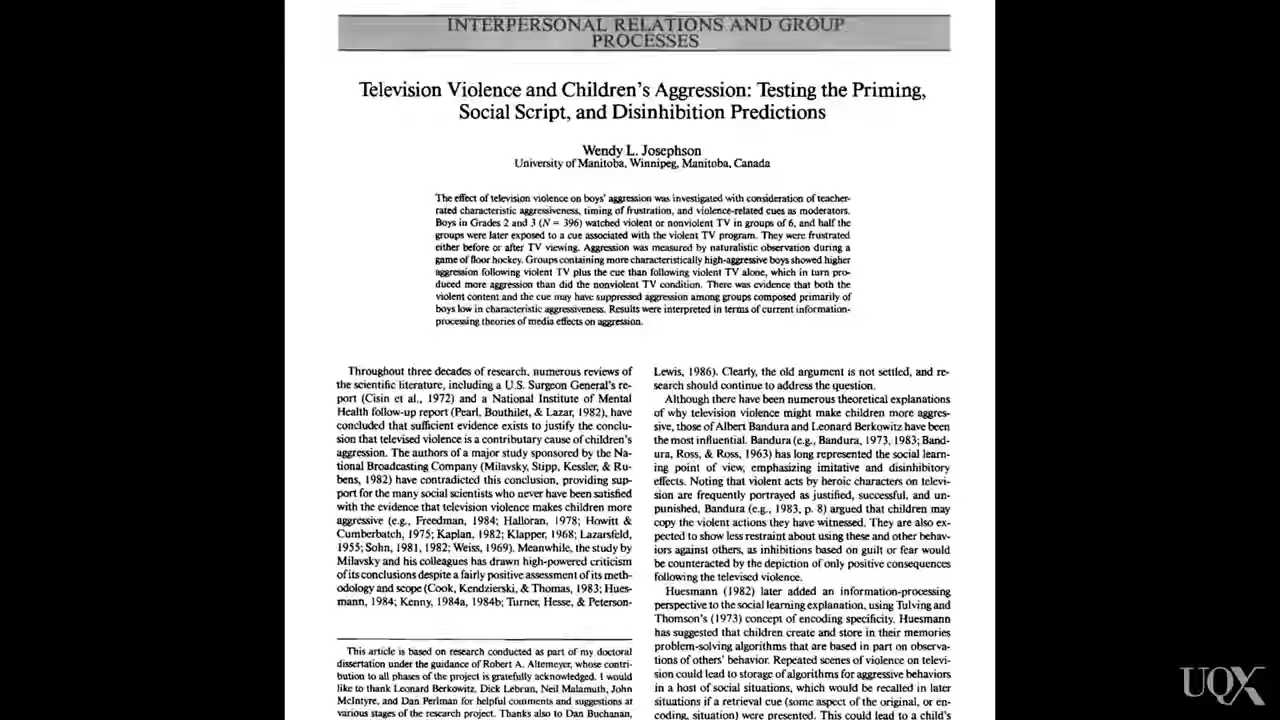 INTERPERSONAL RELATIONS AND GROUP
PROCESSES
Television Violence and Children's Aggression: Testing the Priming,
Social Script, and Disinhibition Predictions
Wendy L. Josephson
University of Manitoba, Winnipeg, Manitoba, Canada
The effect of television violence on boys' aggression was investigated with consideration of teacher-
rated characteristic aggressiveness, timing of frustration, and violence-related cues as moderators.
Boys in Grades 2 and 3 (N = 396) watched violent or nonviolent TV in groups of 6, and half the
groups were later exposed to a cue associated with the violent TV program. They were frustrated
either before or after TV viewing. Aggression was measured by naturalistic observation during a
game of floor hockey. Groups containing more characteristically high-aggressive boys showed higher
aggression following violent TV plus the cue than following violent TV alone, which in turn pro-
duced more aggression than did the nonviolent TV condition. There was evidence that both the
violent content and the cue may have suppressed aggression among groups composed primarily of
boys low in characteristic aggressiveness. Results were interpreted in terms of current information-
processing theories of media effects on aggression.
Throughout three decades of research, numerous reviews of
the scientific literature, including a U.S. Surgeon General's re-
port (Cisin et al., 1972) and a National Institute of Mental
Health follow-up report (Pearl, Bouthilet, & Lazar, 1982), have
concluded that sufficient evidence exists to justify the conclu-
sion that televised violence is a contributary cause of children's
aggression. The authors of a major study sponsored by the Na-
tional Broadcasting Company (Milavsky, Stipp, Kessler, & Ru-
bens, 1982) have contradicted this conclusion, providing sup-
port for the many social scientists who never have been satisfied
with the evidence that television violence makes children more
aggressive (e.g., Freedman, 1984; Halloran, 1978; Howitt &
Cumberbatch, 1975; Kaplan, 1982; Klapper, 1968; Lazarsfeld,
1955; Sohn, 1981, 1982; Weiss, 1969). Meanwhile, the study by
Milavsky and his colleagues has drawn high-powered criticism
of its conclusions despite a fairly positive assessment of its meth-
odology and scope (Cook, Kendzierski, & Thomas, 1983; Hues-
mann, 1984; Kenny, 1984a, 1984b; Turner, Hesse, & Peterson-
This article is based on research conducted as part of my doctoral
dissertation under the guidance of Robert A. Altemeyer, whose contri-
bution to all phases of the project is gratefully acknowledged. I would
like to thank Leonard Berkowitz, Dick Lebrun, Neil Malamuth, John
McIntyre, and Dan Perlman for helpful comments and suggestions at
various stages of the research project. Thanks also to Dan Buchanan,
Lewis, 1986). Clearly, the old argument is not settled, and re-
search should continue to address the question.
Although there have been numerous theoretical explanations
of why television violence might make children more aggres-
sive, those of Albert Bandura and Leonard Berkowitz have been
the most influential. Bandura (e.g., Bandura, 1973, 1983; Band-
ura, Ross, & Ross, 1963) has long represented the social learn-
ing point of view, emphasizing imitative and disinhibitory
effects. Noting that violent acts by heroic characters on televi-
sion are frequently portrayed as justified, successful, and un-
punished, Bandura (e.g., 1983, p. 8) argued that children may
copy the violent actions they have witnessed. They are also ex-
pected to show less restraint about using these and other behav-
iors against others, as inhibitions based on guilt or fear would
be counteracted by the depiction of only positive consequences
following the televised violence.
Huesmann (1982) later added an information-processing
perspective to the social learning explanation, using Tulving and
Thomson's (1973) concept of encoding specificity. Huesmann
has suggested that children create and store in their memories
problem-solving algorithms that are based in part on observa-
tions of others' behavior. Repeated scenes of violence on televi-
sion could lead to storage of algorithms for aggressive behaviors
in a host of social situations, which would be recalled in later
situations if a retrieval cue (some aspect of the original, or en-
coding, situation) were presented. This could lead to a child's
UQX